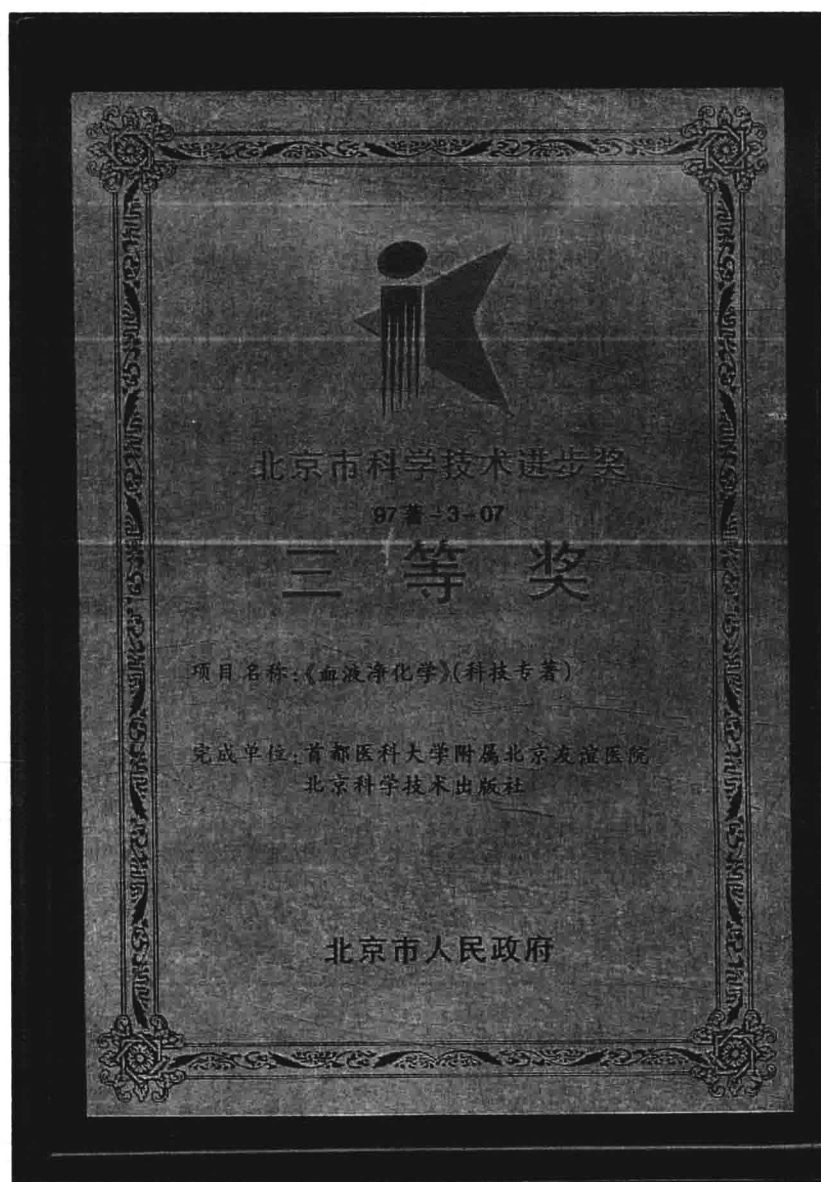 北京市科学技术进步奖
97著-3-07
三等奖
项目名称:《血液净化学》(科技专著)
完成单位:首都医科大学附属北京友谊医院
北京科学技术出版社
北京市人民政府